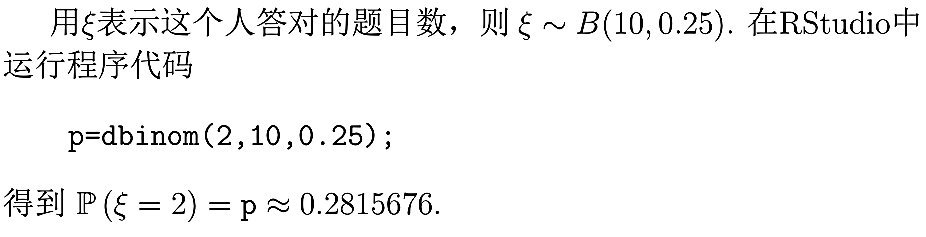 用ξ表示这个人答对的题目数，则 ξ ∼ B(10, 0.25). 在RStudio中
运行程序代码
p=dbinom(2,10,0.25);
得到 ℙ (ξ = 2) = p ≈ 0.2815676.